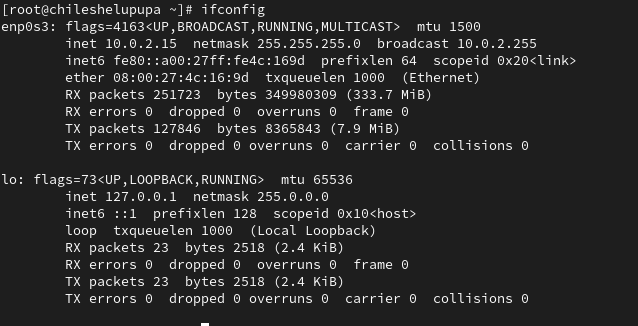 [root@chileshelupupa ~]# ifconfig
enp0s3: flags=4163<UP,BROADCAST,RUNNING,MULTICAST>  mtu 1500
        inet 10.0.2.15  netmask 255.255.255.0  broadcast 10.0.2.255
        inet6 fe80::a00:27ff:fe4c:169d  prefixlen 64  scopeid 0x20<link>
        ether 08:00:27:4c:16:9d  txqueuelen 1000  (Ethernet)
        RX packets 251723  bytes 349980309 (333.7 MiB)
        RX errors 0  dropped 0  overruns 0  frame 0
        TX packets 127846  bytes 8365843 (7.9 MiB)
        TX errors 0  dropped 0 overruns 0  carrier 0  collisions 0

lo: flags=73<UP,LOOPBACK,RUNNING>  mtu 65536
        inet 127.0.0.1  netmask 255.0.0.0
        inet6 ::1  prefixlen 128  scopeid 0x10<host>
        loop  txqueuelen 1000  (Local Loopback)
        RX packets 23  bytes 2518 (2.4 KiB)
        RX errors 0  dropped 0  overruns 0  frame 0
        TX packets 23  bytes 2518 (2.4 KiB)
        TX errors 0  dropped 0 overruns 0  carrier 0  collisions 0